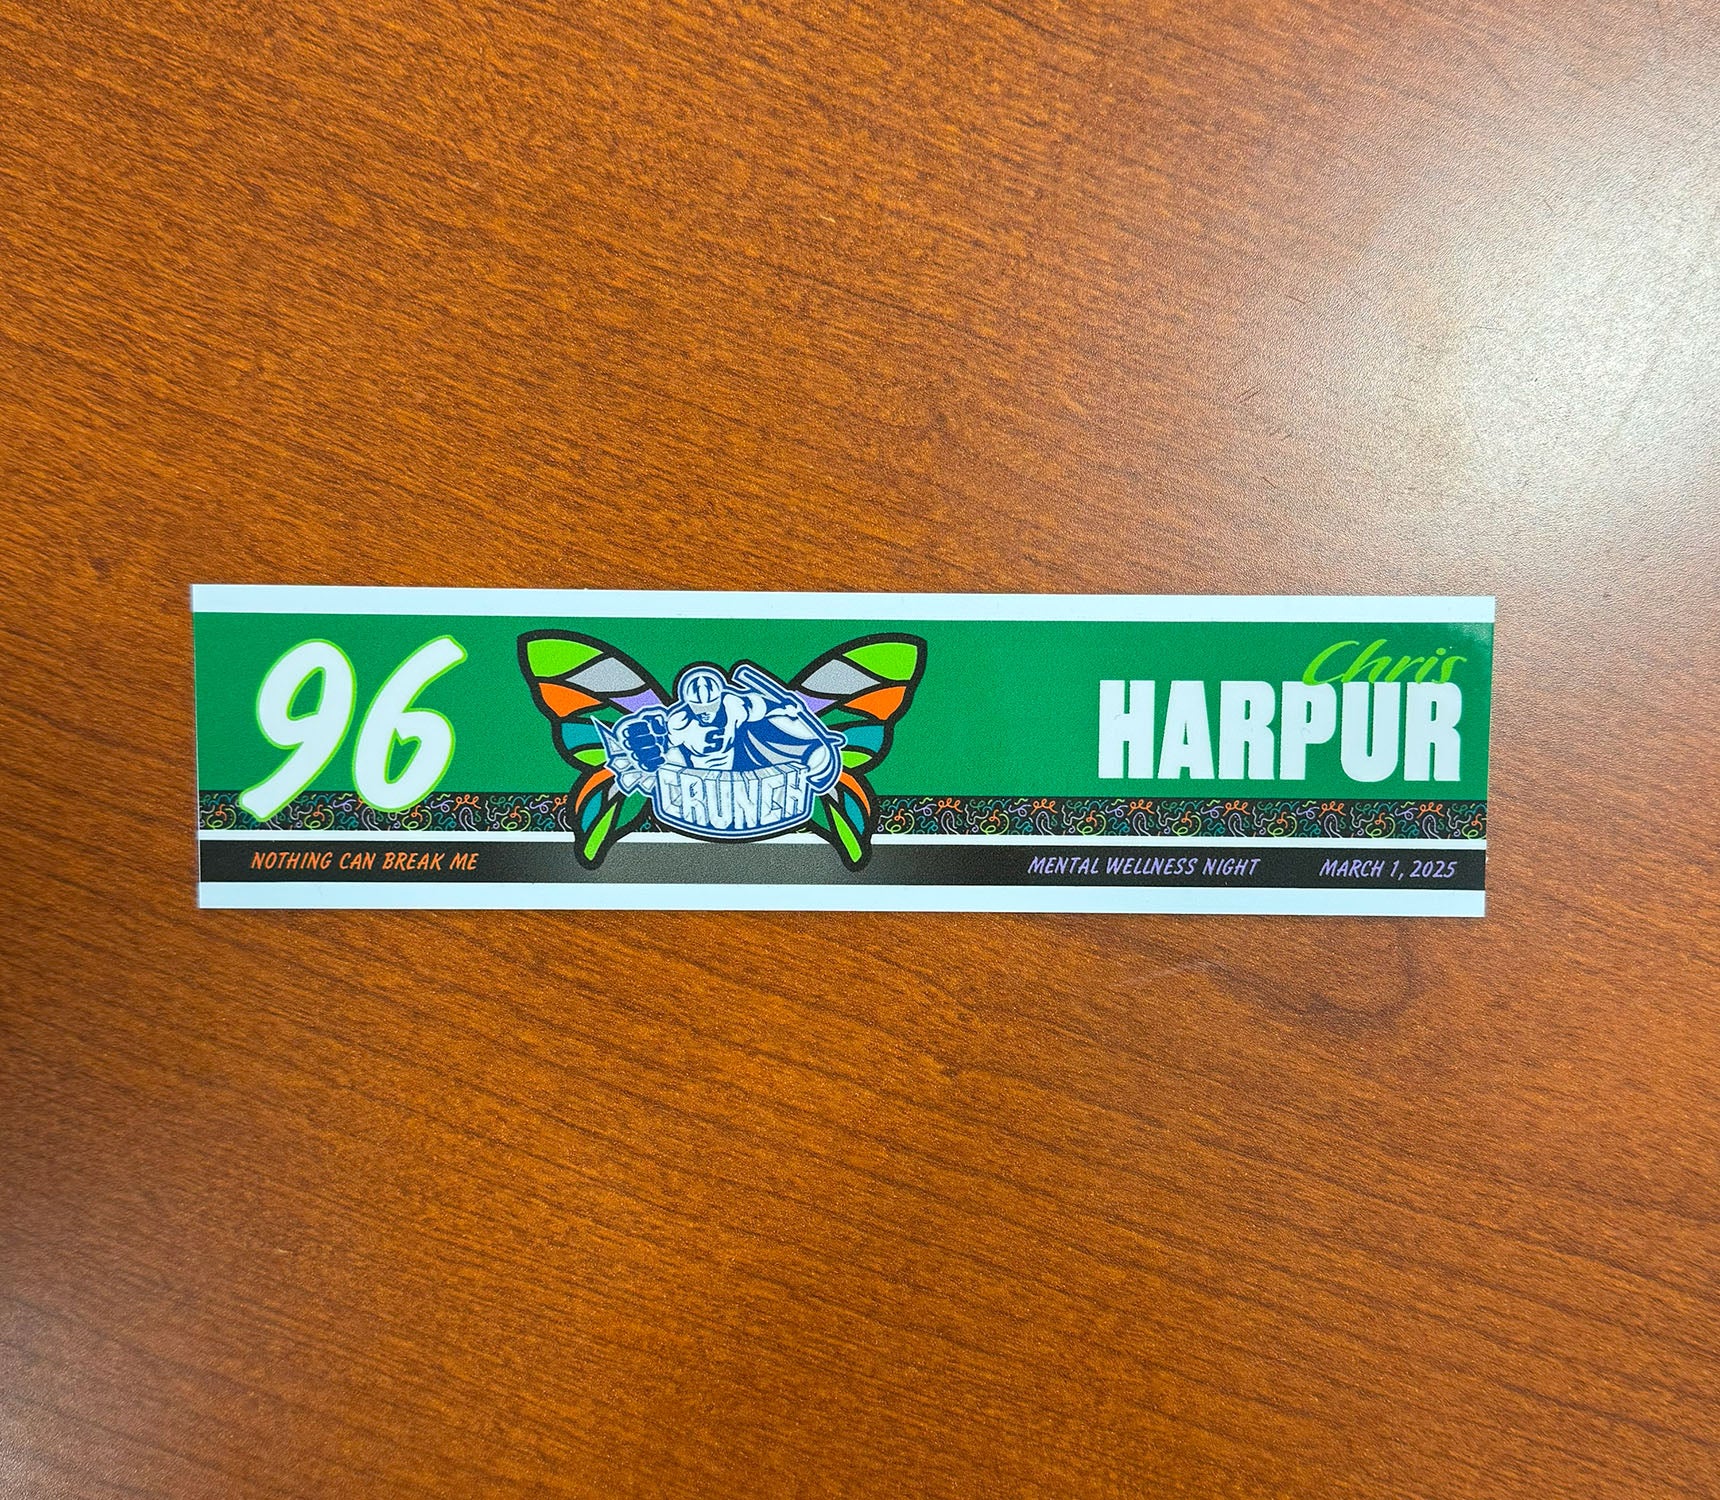 96
Chris
HARPUR
S
CRUNCH
NOTHING CAN BREAK ME
MENTAL WELLNESS NIGHT
MARCH 1, 2025